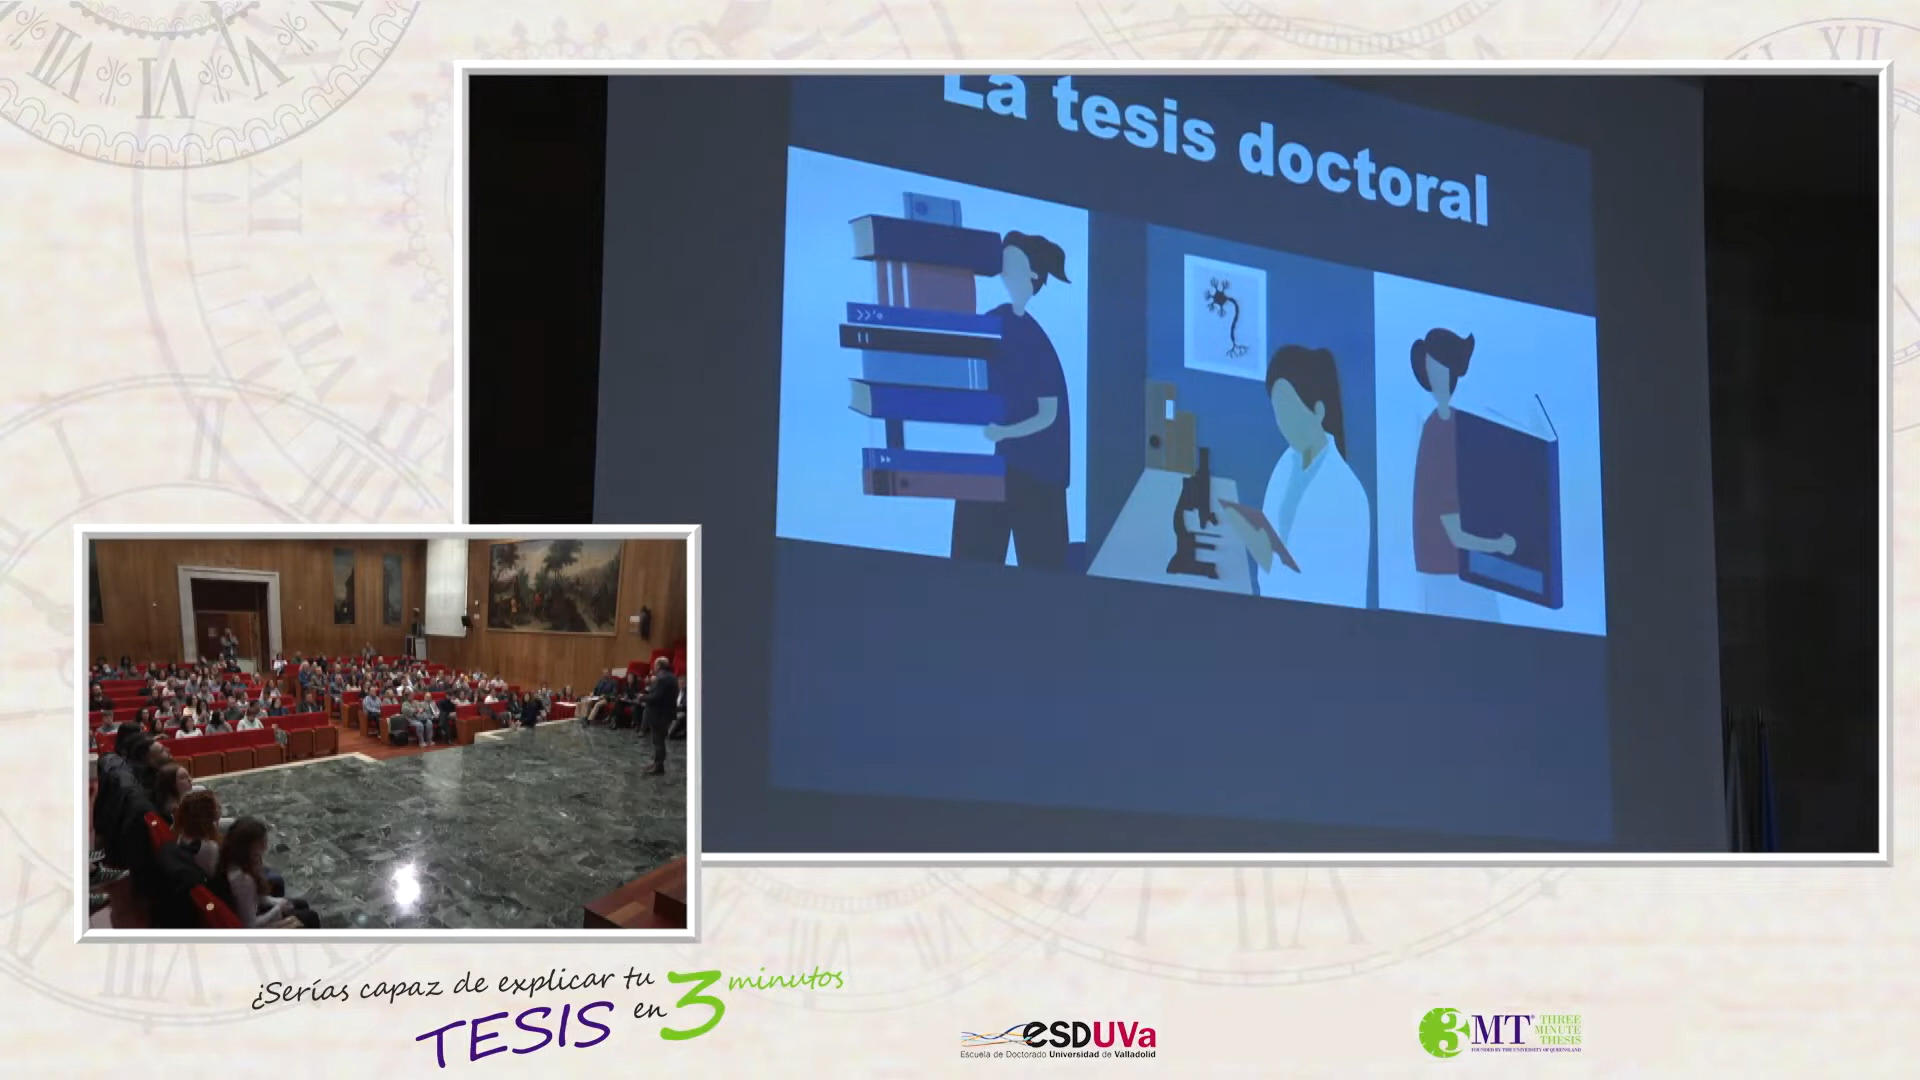 La tesis doctoral
¿Serías capaz de explicar tu
TESIS en 3 minutos
esDUVa
Escuela de Doctorado Universidad de Valladolid
3MT® THREE
MINUTE
THESIS
FOUNDED BY THE UNIVERSITY OF QUEENSLAND